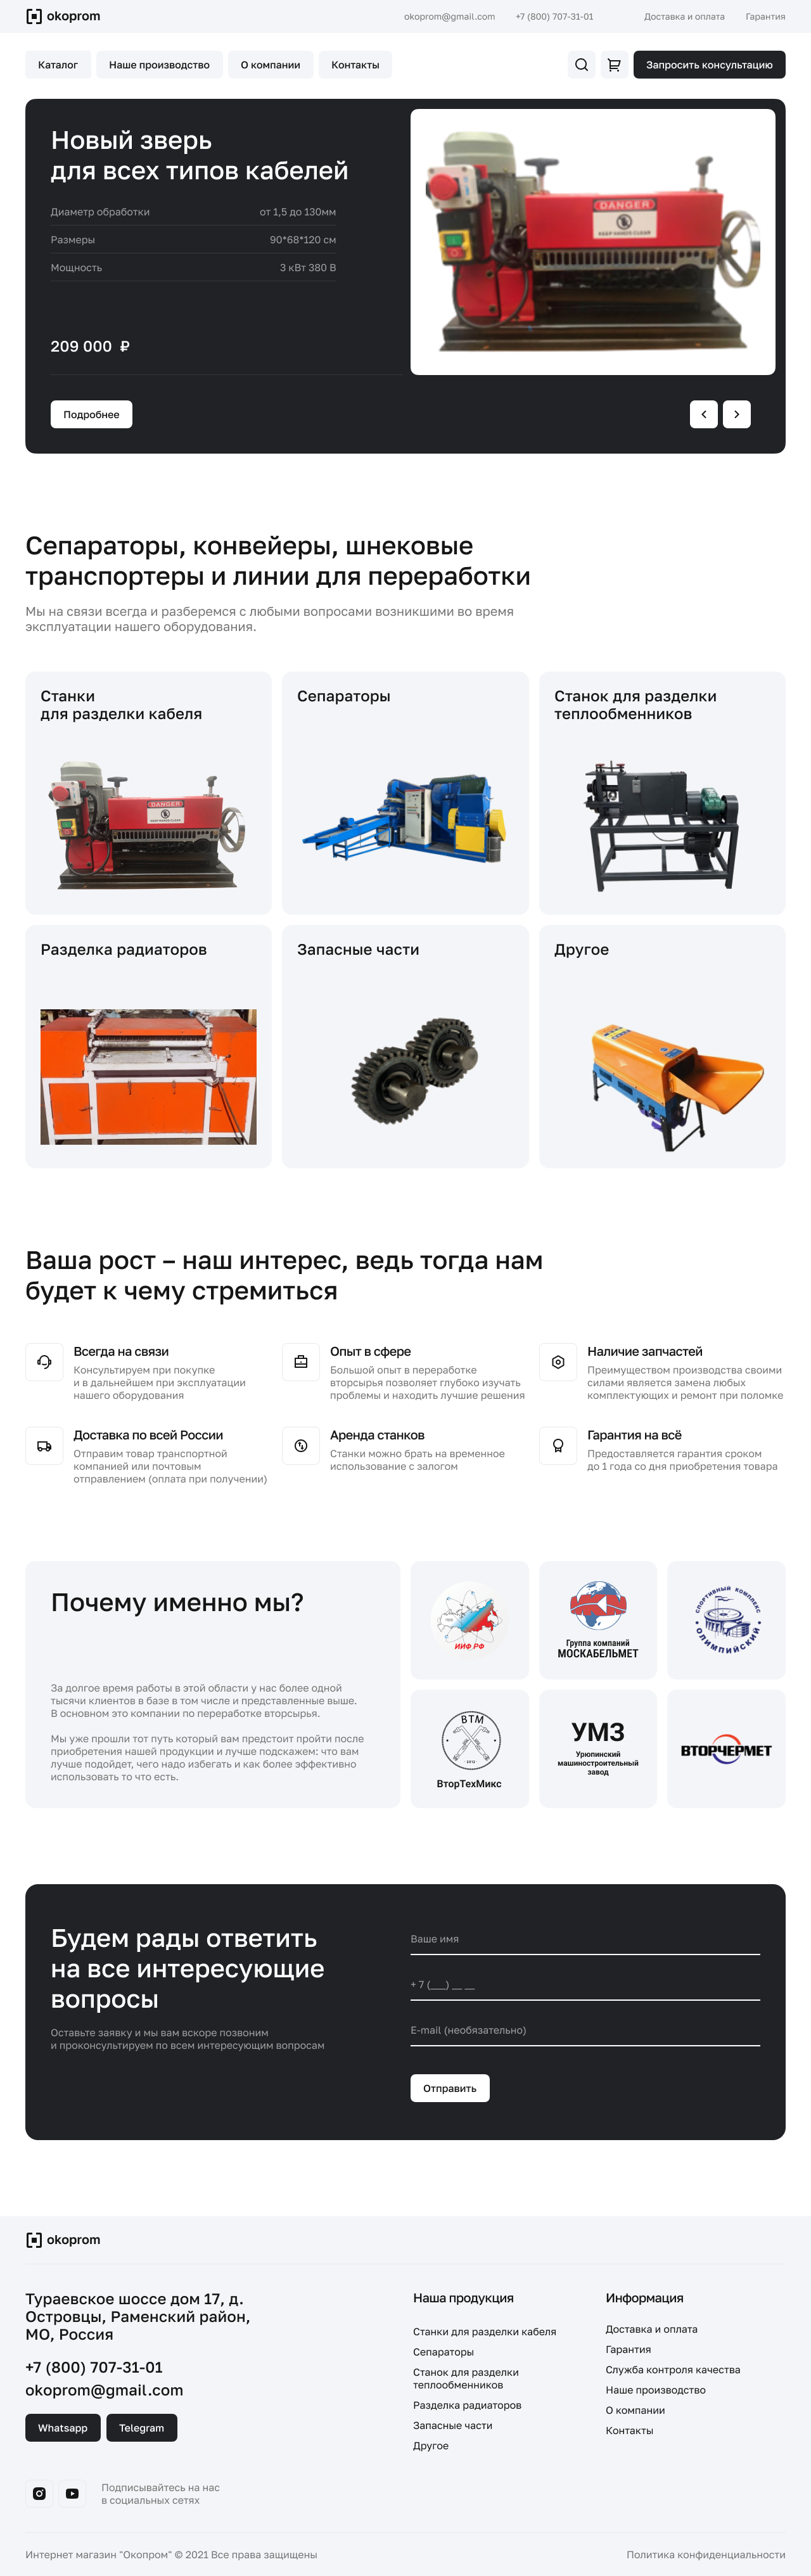 okoprom
okoprom@gmail.com
+7 (800) 707-31-01
Доставка и оплата
Гарантия
Каталог
Наше производство
О компании
Контакты
Запросить консультацию
Новый зверь
для всех типов кабелей
Диаметр обработки
от 1,5 до 130мм
Размеры
90*68*120 см
Мощность
3 кВт 380 В
209 000 ₽
DANGER
KEEP HANDS CLEAR
Подробнее
Сепараторы, конвейеры, шнековые
транспортеры и линии для переработки
Мы на связи всегда и разберемся с любыми вопросами возникшими во время
эксплуатации нашего оборудования.
Станки
для разделки кабеля
DANGER
KEEP HANDS CLEAR
Сепараторы
Станок для разделки
теплообменников
Разделка радиаторов
Запасные части
Другое
Ваша рост – наш интерес, ведь тогда нам
будет к чему стремиться
Всегда на связи
Консультируем при покупке
и в дальнейшем при эксплуатации
нашего оборудования
Опыт в сфере
Большой опыт в переработке
вторсырья позволяет глубоко изучать
проблемы и находить лучшие решения
Наличие запчастей
Преимуществом производства своими
силами является замена любых
комплектующих и ремонт при поломке
Доставка по всей России
Отправим товар транспортной
компанией или почтовым
отправлением (оплата при получении)
Аренда станков
Станки можно брать на временное
использование с залогом
Гарантия на всё
Предоставляется гарантия сроком
до 1 года со дня приобретения товара
Почему именно мы?
За долгое время работы в этой области у нас более одной
тысячи клиентов в базе в том числе и представленные выше.
В основном это компании по переработке вторсырья.
Мы уже прошли тот путь который вам предстоит пройти после
приобретения нашей продукции и лучше подскажем: что вам
лучше подойдет, чего надо избегать и как более эффективно
использовать то что есть.
ИИФ РФ
Группа компаний
МОСКАБЕЛЬМЕТ
СПОРТИВНЫЙ КОМПЛЕКС
ОЛИМПИЙСКИЙ
ВТМ
2012
ВторТехМикс
УМЗ
Урюпинский
машиностроительный
завод
ВТОРЧЕРМЕТ
Будем рады ответить
на все интересующие
вопросы
Оставьте заявку и мы вам вскоре позвоним
и проконсультируем по всем интересующим вопросам
Ваше имя
+ 7 (___) __ __
E-mail (необязательно)
Отправить
okoprom
Тураевское шоссе дом 17, д.
Островцы, Раменский район,
МО, Россия
+7 (800) 707-31-01
okoprom@gmail.com
Whatsapp
Telegram
Подписывайтесь на нас
в социальных сетях
Наша продукция
Станки для разделки кабеля
Сепараторы
Станок для разделки
теплообменников
Разделка радиаторов
Запасные части
Другое
Информация
Доставка и оплата
Гарантия
Служба контроля качества
Наше производство
О компании
Контакты
Интернет магазин "Окопром" © 2021 Все права защищены
Политика конфиденциальности